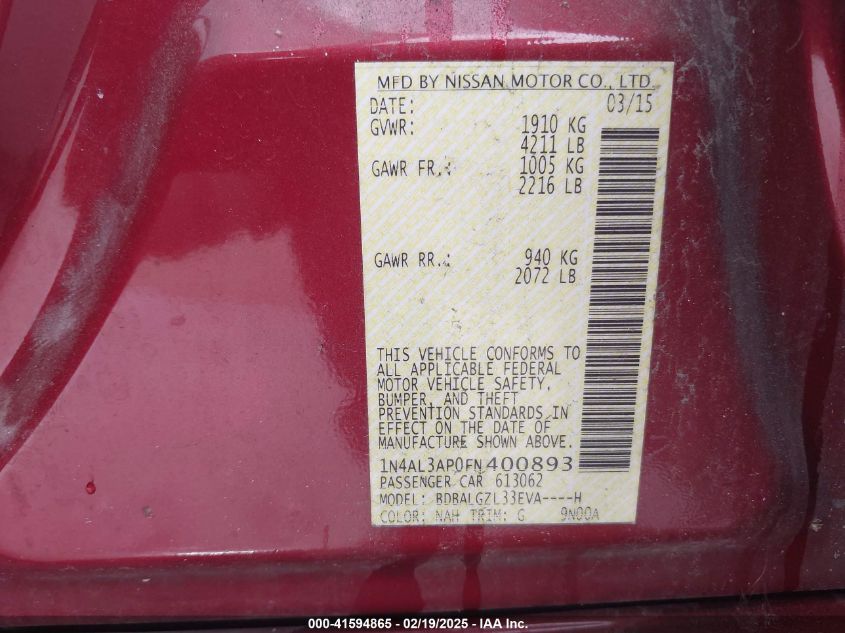 MFD BY NISSAN MOTOR CO., LTD.
DATE: 03/15
GVWR: 1910 KG
4211 LB
GAWR FR.: 1005 KG
2216 LB
GAWR RR.: 940 KG
2072 LB
THIS VEHICLE CONFORMS TO
ALL APPLICABLE FEDERAL
MOTOR VEHICLE SAFETY,
BUMPER, AND THEFT
PREVENTION STANDARDS IN
EFFECT ON THE DATE OF
MANUFACTURE SHOWN ABOVE.
1N4AL3AP0FN400893
PASSENGER CAR 613062
MODEL: BDBALGZL33EVA----H
COLOR: NAH TRIM: G 9N00A
000-41594865 - 02/19/2025 - IAA Inc.